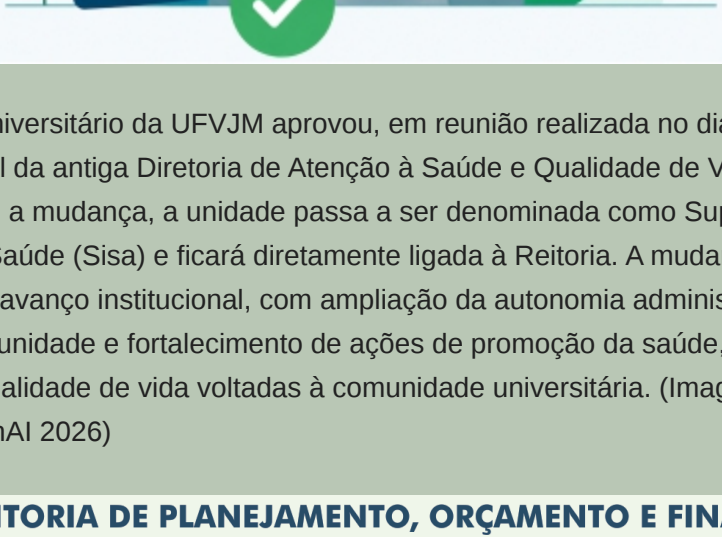 niversitário da UFVJM aprovou, em reunião realizada no dia
l da antiga Diretoria de Atenção à Saúde e Qualidade de V
a mudança, a unidade passa a ser denominada como Sup
Saúde (Sisa) e ficará diretamente ligada à Reitoria. A muda
avanço institucional, com ampliação da autonomia adminis
unidade e fortalecimento de ações de promoção da saúde,
alidade de vida voltadas à comunidade universitária. (Imag
nAI 2026)
ITORIA DE PLANEJAMENTO, ORÇAMENTO E FINA